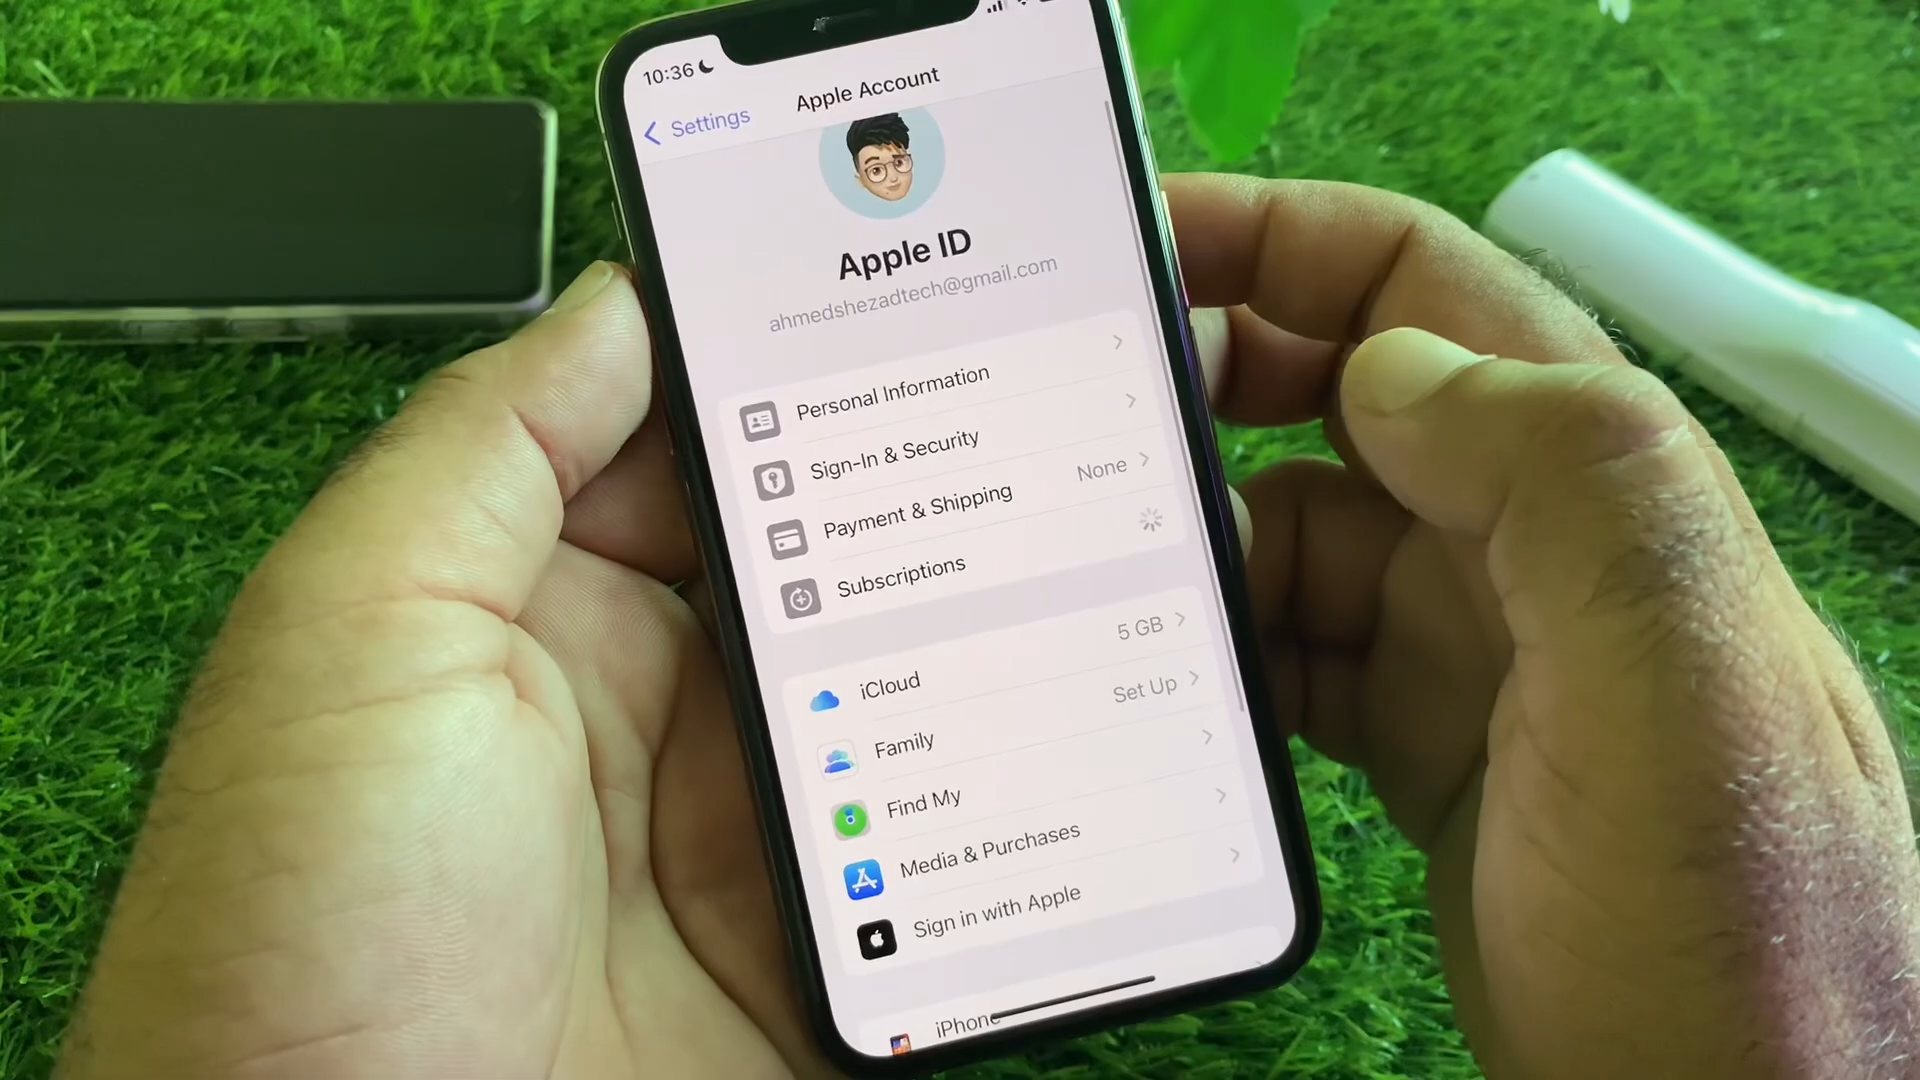 10:36
Settings
Apple Account
Apple ID
ahmedshezadtech@gmail.com
Personal Information
Sign-In & Security
Payment & Shipping None
Subscriptions
iCloud 5 GB
Family Set Up
Find My
Media & Purchases
Sign in with Apple
iPhone